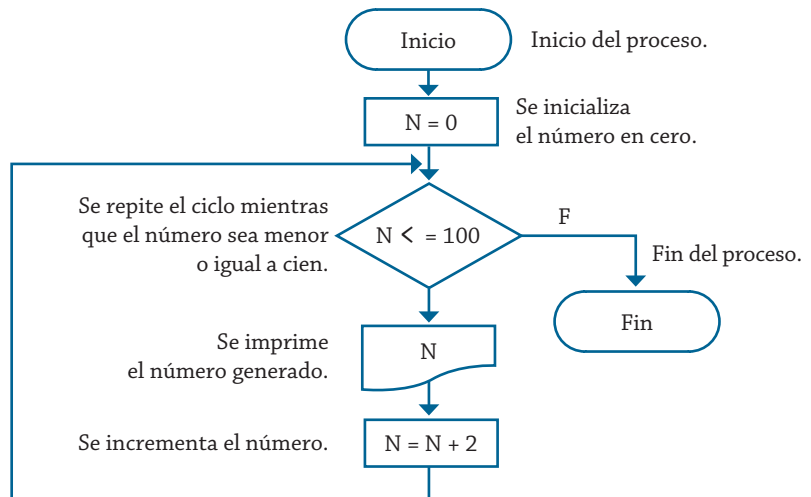 Inicio
Inicio del proceso.
N = 0
Se inicializa
el número en cero.
Se repite el ciclo mientras
que el número sea menor
o igual a cien.
N < = 100
F
Fin del proceso.
Fin
Se imprime
el número generado.
N
Se incrementa el número.
N = N + 2